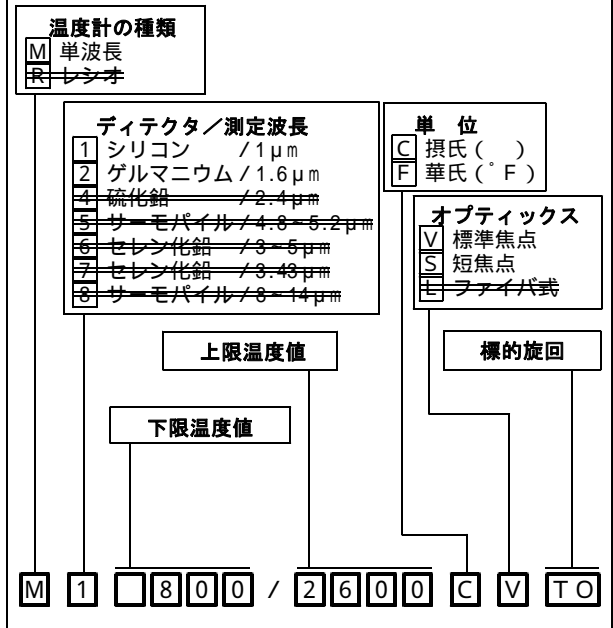 温度計の種類
M 単波長
R レシオ
ディテクタ／測定波長
1 シリコン /1μm
2 ゲルマニウム/1.6μm
4 硫化鉛 /2.4μm
5 サーモパイル/4.8~5.2μm
6 セレン化鉛 /3~5μm
7 セレン化鉛 /3.43μm
8 サーモパイル/8~14μm
単 位
C 摂氏( )
F 華氏(ﾟF)
オプティックス
V 標準焦点
S 短焦点
L ファイバ式
上限温度値
標的旋回
下限温度値
M 1 800/2600 C V TO